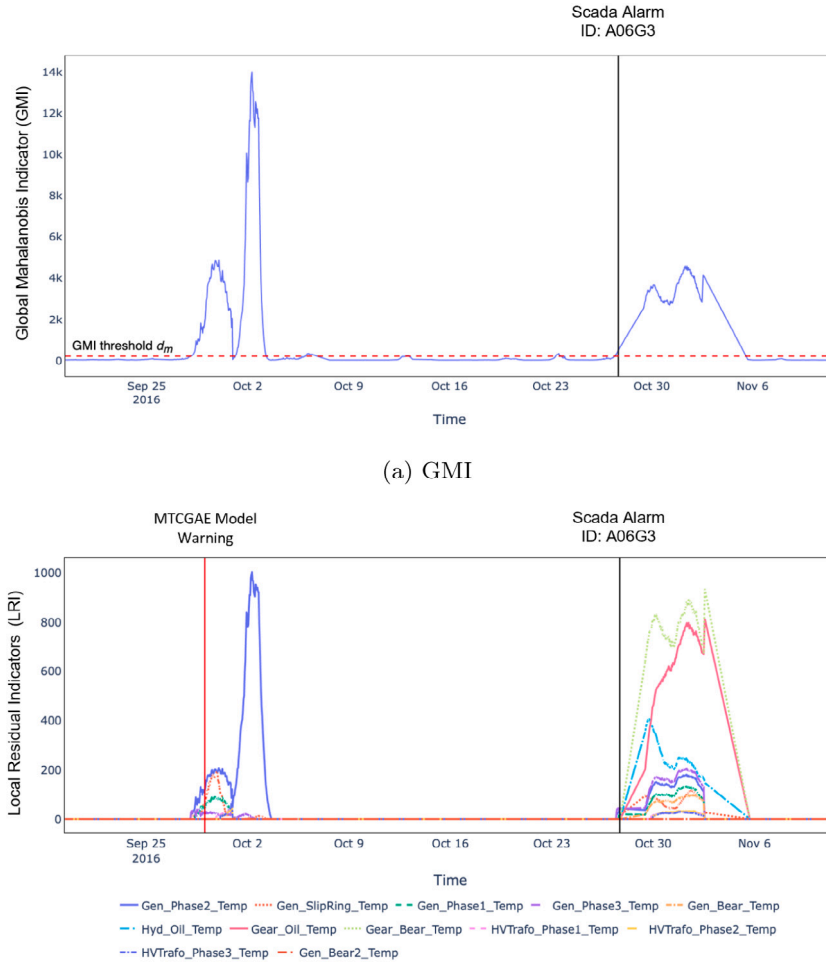 Scada Alarm
ID: A06G3
Global Mahalanobis Indicator (GMI)
14k
12k
10k
8k
6k
4k
2k
0
GMI threshold dm
Sep 25
2016
Oct 2
Oct 9
Oct 16
Oct 23
Oct 30
Nov 6
Time
(a) GMI
MTCGAE Model
Warning
Scada Alarm
ID: A06G3
Local Residual Indicators (LRI)
1000
800
600
400
200
0
Sep 25
2016
Oct 2
Oct 9
Oct 16
Oct 23
Oct 30
Nov 6
Time
Gen_Phase2_Temp Gen_SlipRing_Temp Gen_Phase1_Temp Gen_Phase3_Temp Gen_Bear_Temp
Hyd_Oil_Temp Gear_Oil_Temp Gear_Bear_Temp HVTrafo_Phase1_Temp HVTrafo_Phase2_Temp
HVTrafo_Phase3_Temp Gen_Bear2_Temp